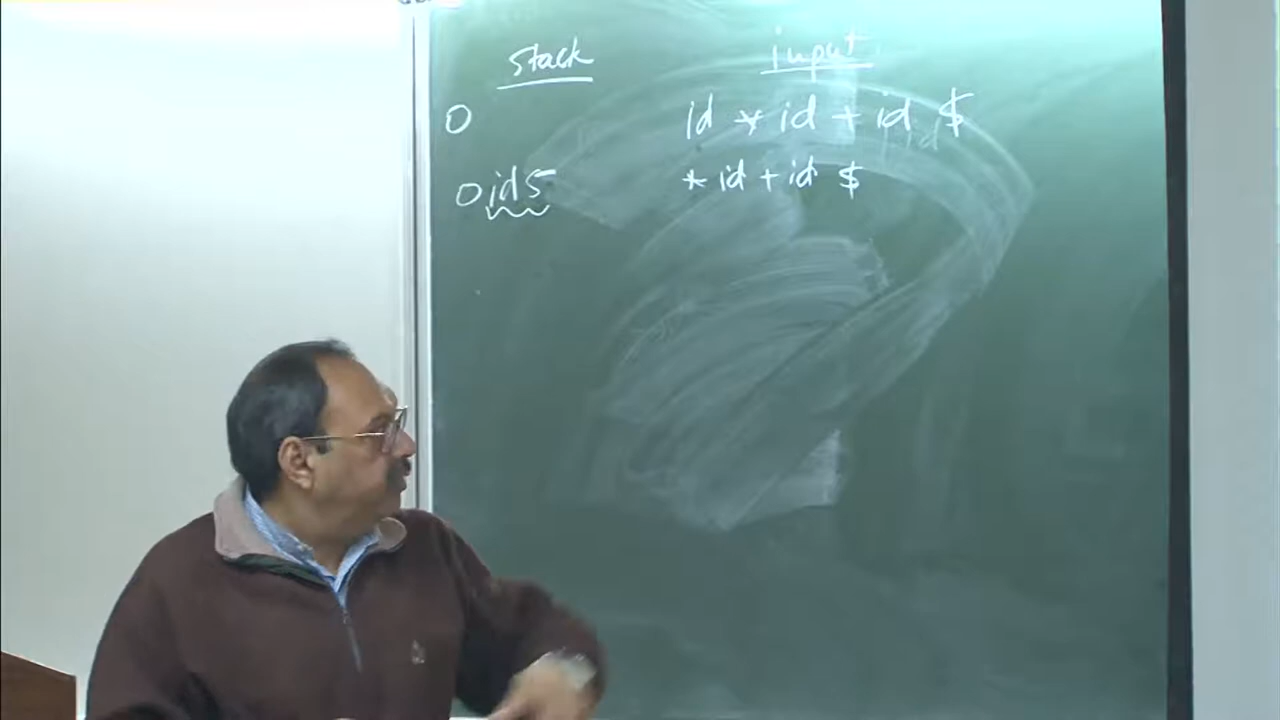 stack input
0 id * id + id $
0 id 5 * id + id $